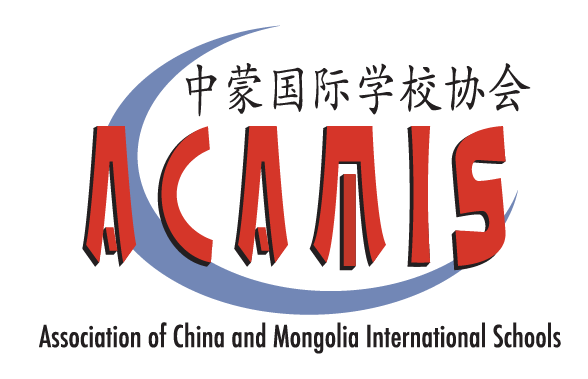 中蒙国际学校协会
ACAMIS
Association of China and Mongolia International Schools